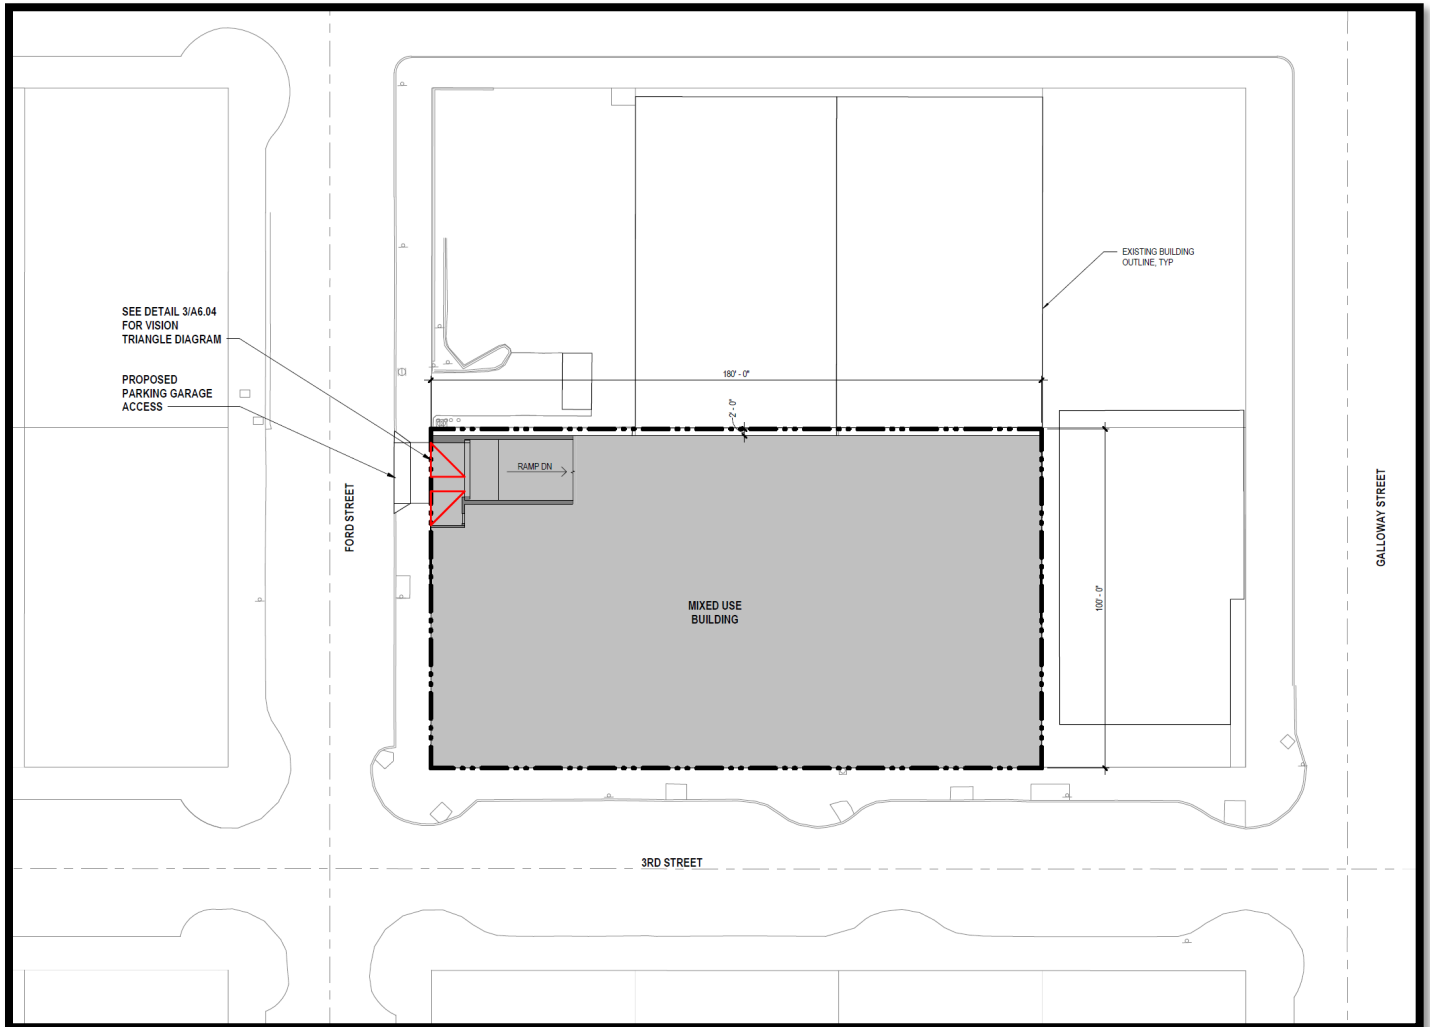 EXISTING BUILDING
OUTLINE, TYP
SEE DETAIL 3/A6.04
FOR VISION
TRIANGLE DIAGRAM
PROPOSED
PARKING GARAGE
ACCESS
180' - 0"
2' - 0"
RAMP DN
FORD STREET
GALLOWAY STREET
MIXED USE
BUILDING
100' - 0"
3RD STREET